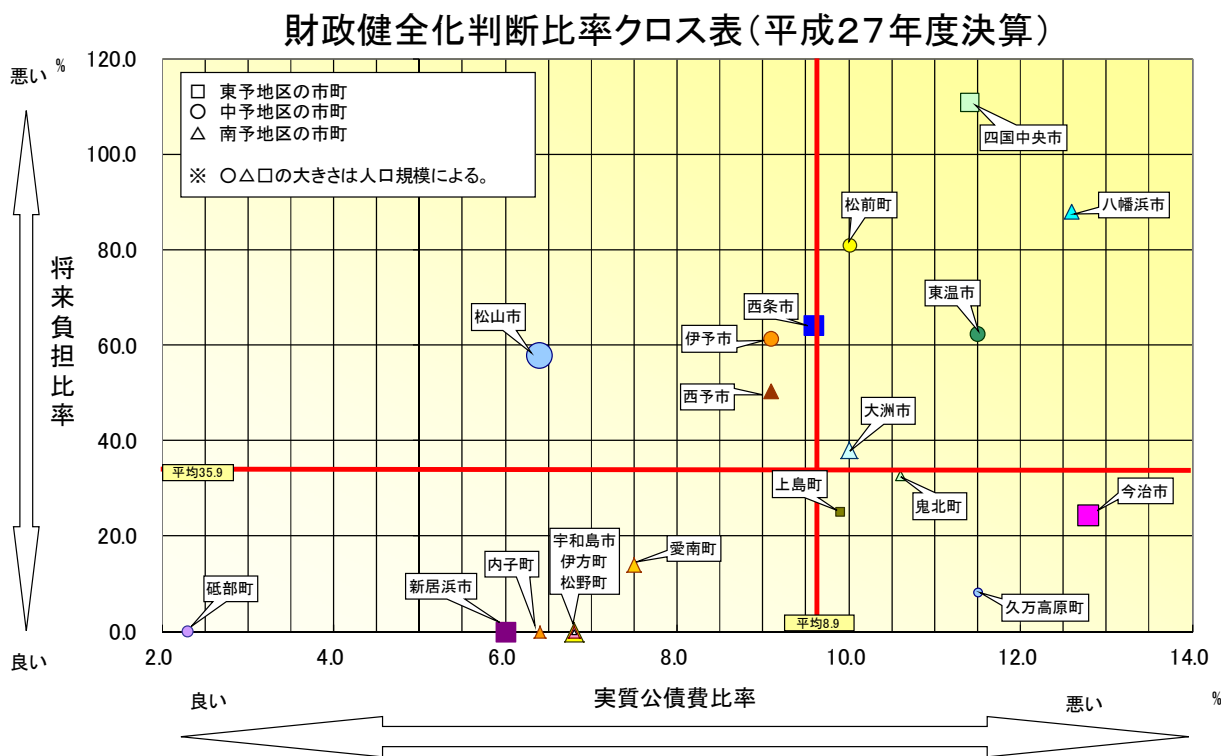 財政健全化判断比率クロス表(平成27年度決算)
悪い
%
120.0
100.0
80.0
60.0
40.0
20.0
0.0
良い
将来負担比率
□ 東予地区の市町
○ 中予地区の市町
△ 南予地区の市町
※ ○△□の大きさは人口規模による。
四国中央市
八幡浜市
松前町
東温市
西条市
松山市
伊予市
西予市
大洲市
平均35.9
上島町
鬼北町
今治市
宇和島市
伊方町
松野町
愛南町
内子町
新居浜市
砥部町
久万高原町
平均8.9
2.0 4.0 6.0 8.0 10.0 12.0 14.0
良い
実質公債費比率
悪い
%